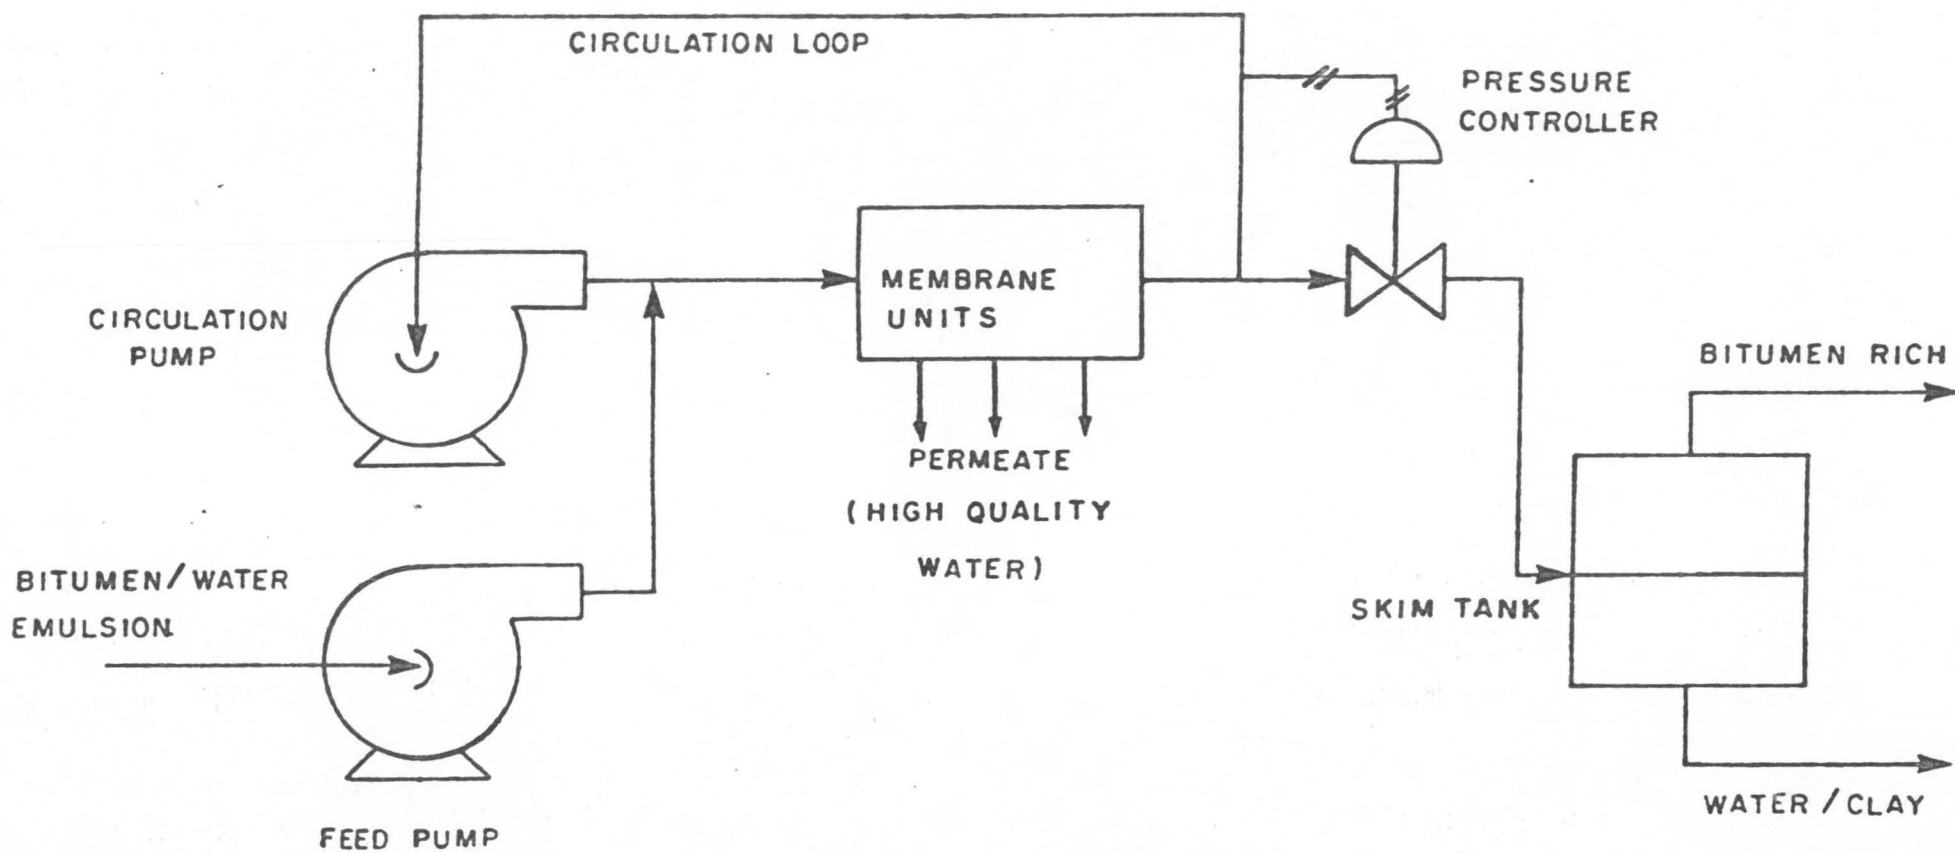 CIRCULATION LOOP
PRESSURE
CONTROLLER
MEMBRANE
UNITS
CIRCULATION
PUMP
BITUMEN RICH
PERMEATE
(HIGH QUALITY
WATER)
BITUMEN/WATER
EMULSION
SKIM TANK
WATER/CLAY
FEED PUMP